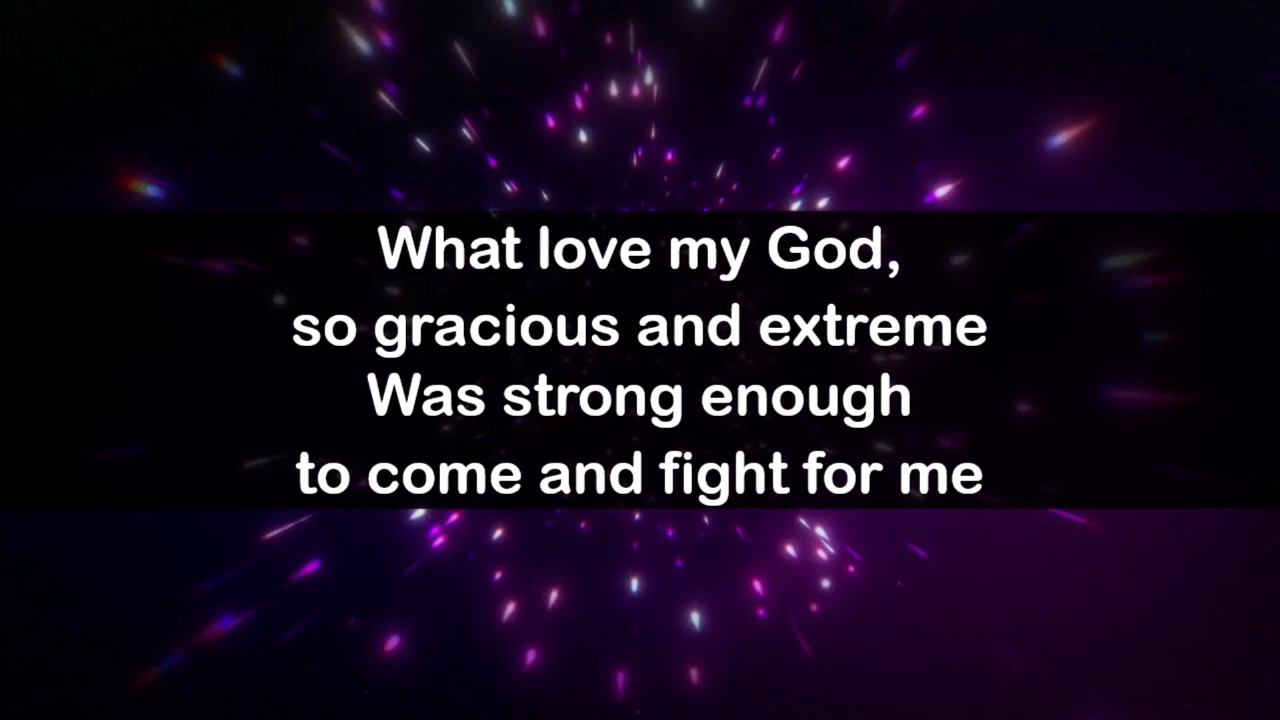 What love my God,
so gracious and extreme
Was strong enough
to come and fight for me